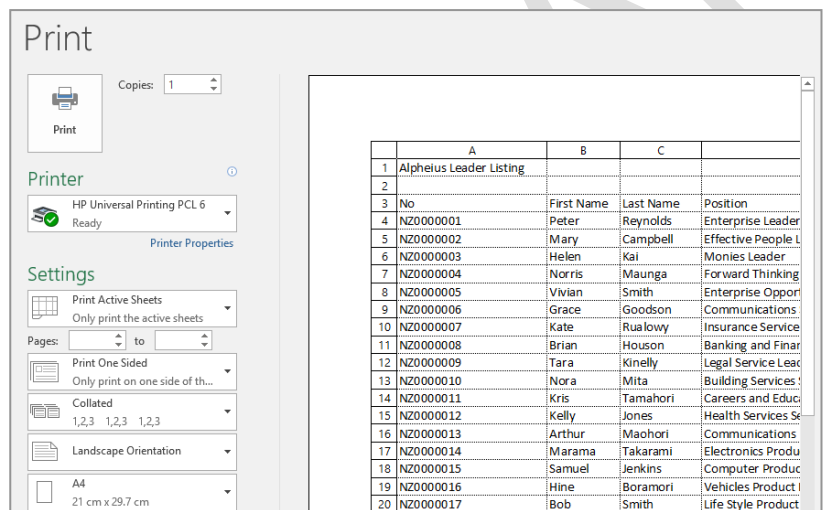 Print
Copies: 1
Print
Printer
HP Universal Printing PCL 6
Ready
Printer Properties
Settings
Print Active Sheets
Only print the active sheets
Pages: to
Print One Sided
Only print on one side of th...
Collated
1,2,3 1,2,3 1,2,3
Landscape Orientation
A4
21 cm x 29.7 cm
A B C
1 Alpheius Leader Listing
2
3 No First Name Last Name Position
4 NZ0000001 Peter Reynolds Enterprise Leader
5 NZ0000002 Mary Campbell Effective People L
6 NZ0000003 Helen Kai Monies Leader
7 NZ0000004 Norris Maunga Forward Thinking
8 NZ0000005 Vivian Smith Enterprise Opport
9 NZ0000006 Grace Goodson Communications
10 NZ0000007 Kate Rualowy Insurance Service
11 NZ0000008 Brian Houson Banking and Finan
12 NZ0000009 Tara Kinelly Legal Service Lead
13 NZ0000010 Nora Mita Building Services S
14 NZ0000011 Kris Tamahori Careers and Educa
15 NZ0000012 Kelly Jones Health Services Se
16 NZ0000013 Arthur Maohori Communications
17 NZ0000014 Marama Takarami Electronics Produ
18 NZ0000015 Samuel Jenkins Computer Produc
19 NZ0000016 Hine Boramori Vehicles Product
20 NZ0000017 Bob Smith Life Style Product